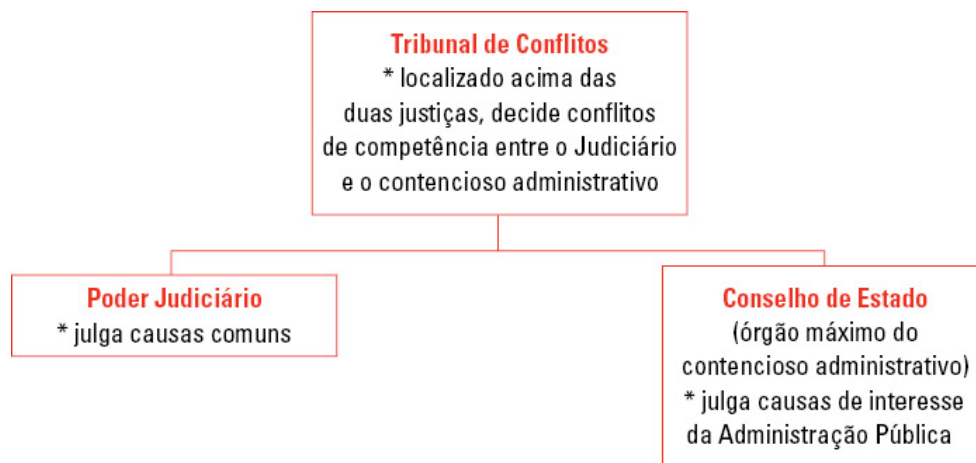 Tribunal de Conflitos
* localizado acima das
duas justiças, decide conflitos
de competência entre o Judiciário
e o contencioso administrativo
Poder Judiciário
* julga causas comuns
Conselho de Estado
(órgão máximo do
contencioso administrativo)
* julga causas de interesse
da Administração Pública